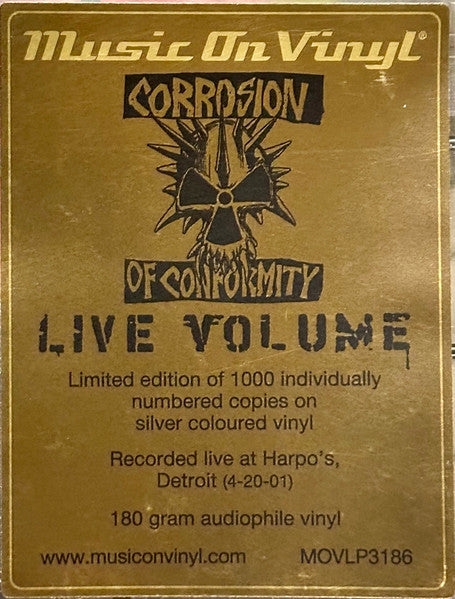 Music On Vinyl®
CORROSION
OF CONFORMITY
LIVE VOLUME
Limited edition of 1000 individually
numbered copies on
silver coloured vinyl
Recorded live at Harpo's,
Detroit (4-20-01)
180 gram audiophile vinyl
www.musiconvinyl.com MOVLP3186